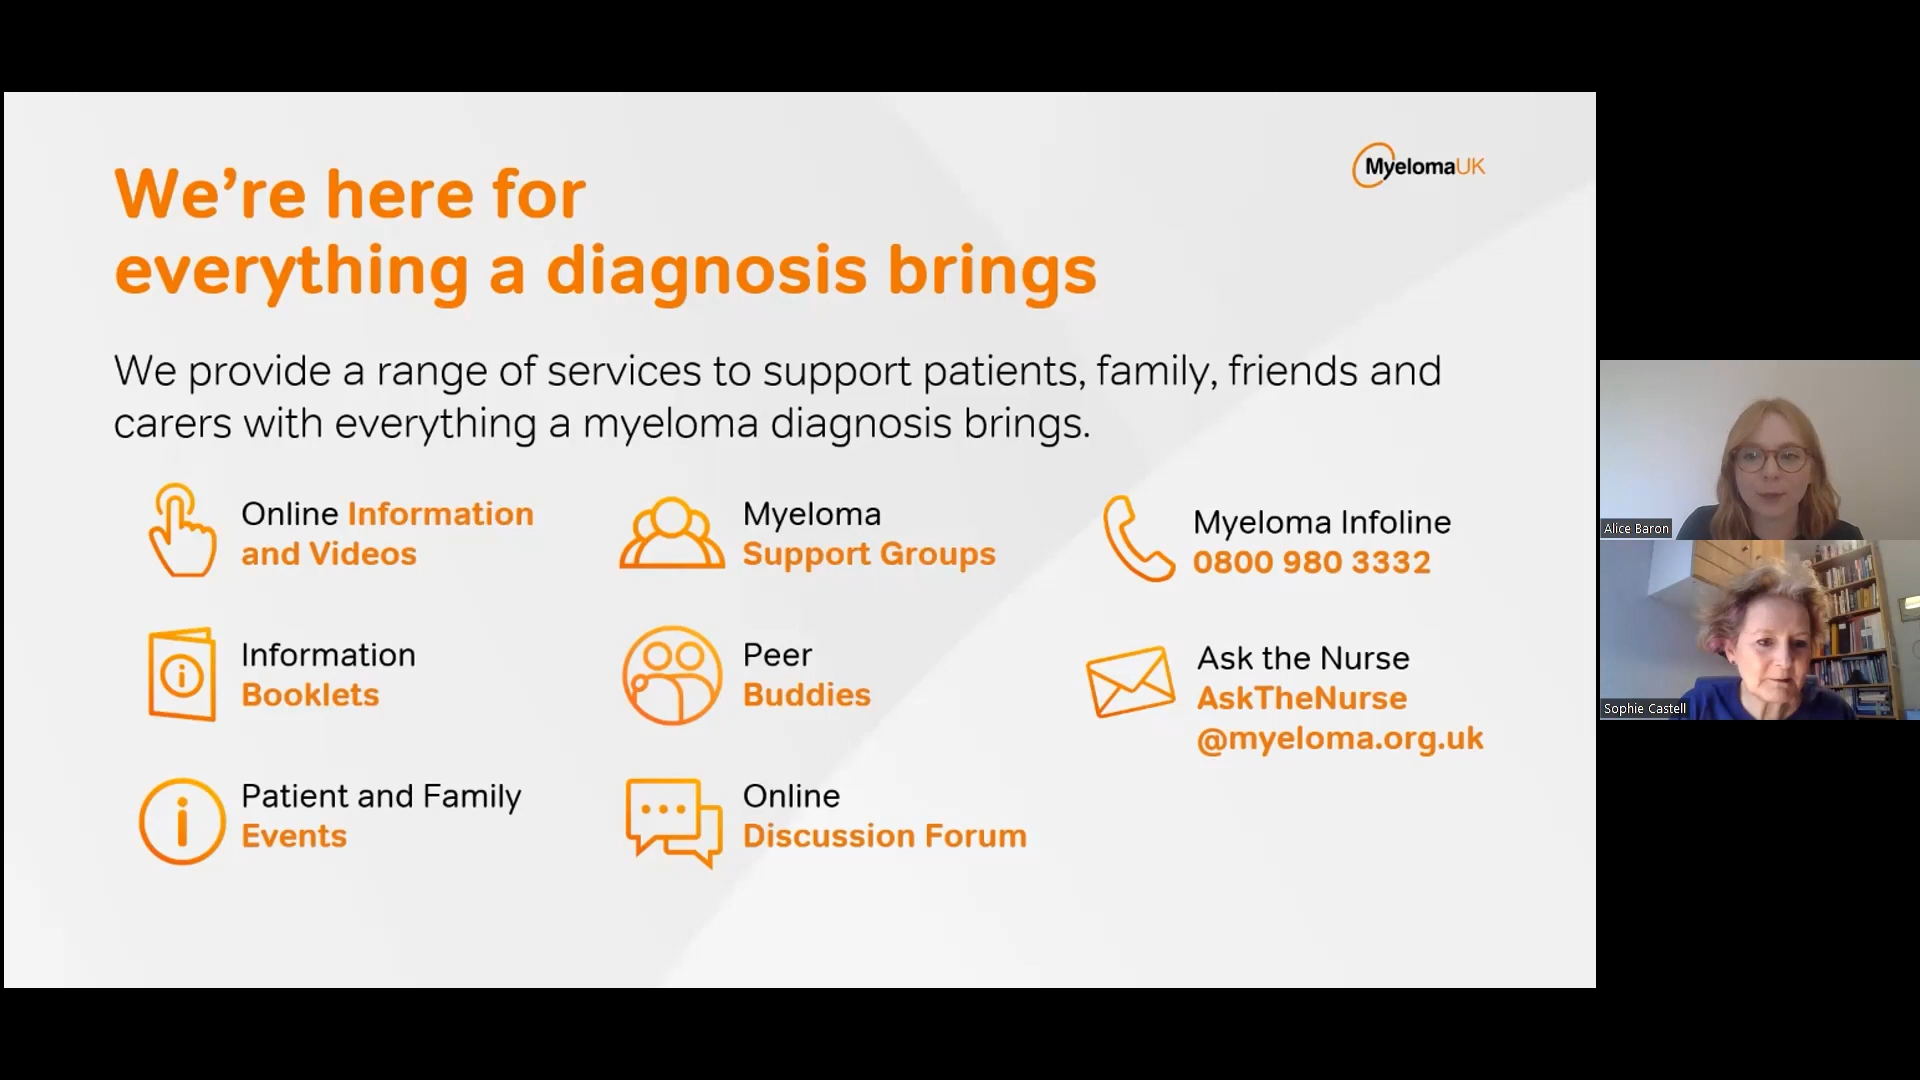 We’re here for
everything a diagnosis brings
MyelomaUK
We provide a range of services to support patients, family, friends and
carers with everything a myeloma diagnosis brings.
Online Information
and Videos
Myeloma
Support Groups
Myeloma Infoline
0800 980 3332
Information
Booklets
Peer
Buddies
Ask the Nurse
AskTheNurse
@myeloma.org.uk
Patient and Family
Events
Online
Discussion Forum
Alice Baron
Sophie Castell